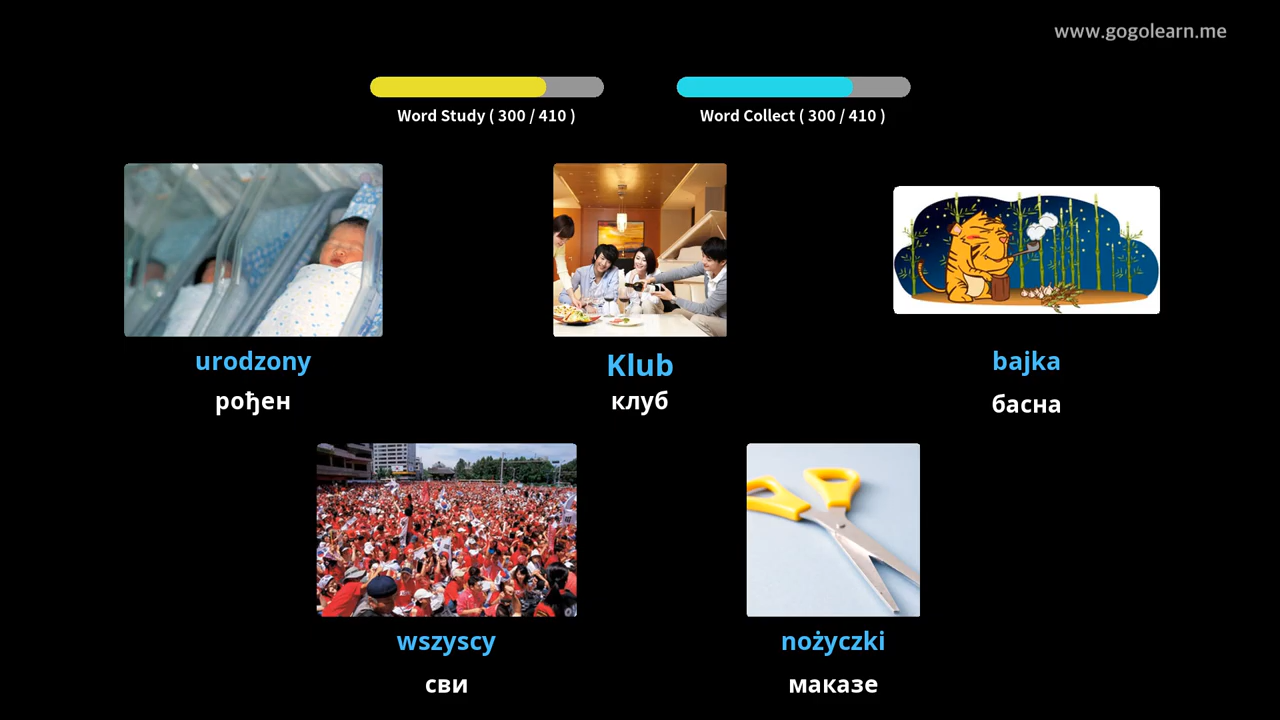 www.gogolearn.me
Word Study ( 300 / 410 )
Word Collect ( 300 / 410 )
urodzony
рођен
Klub
клуб
bajka
басна
wszyscy
сви
nożyczki
маказе